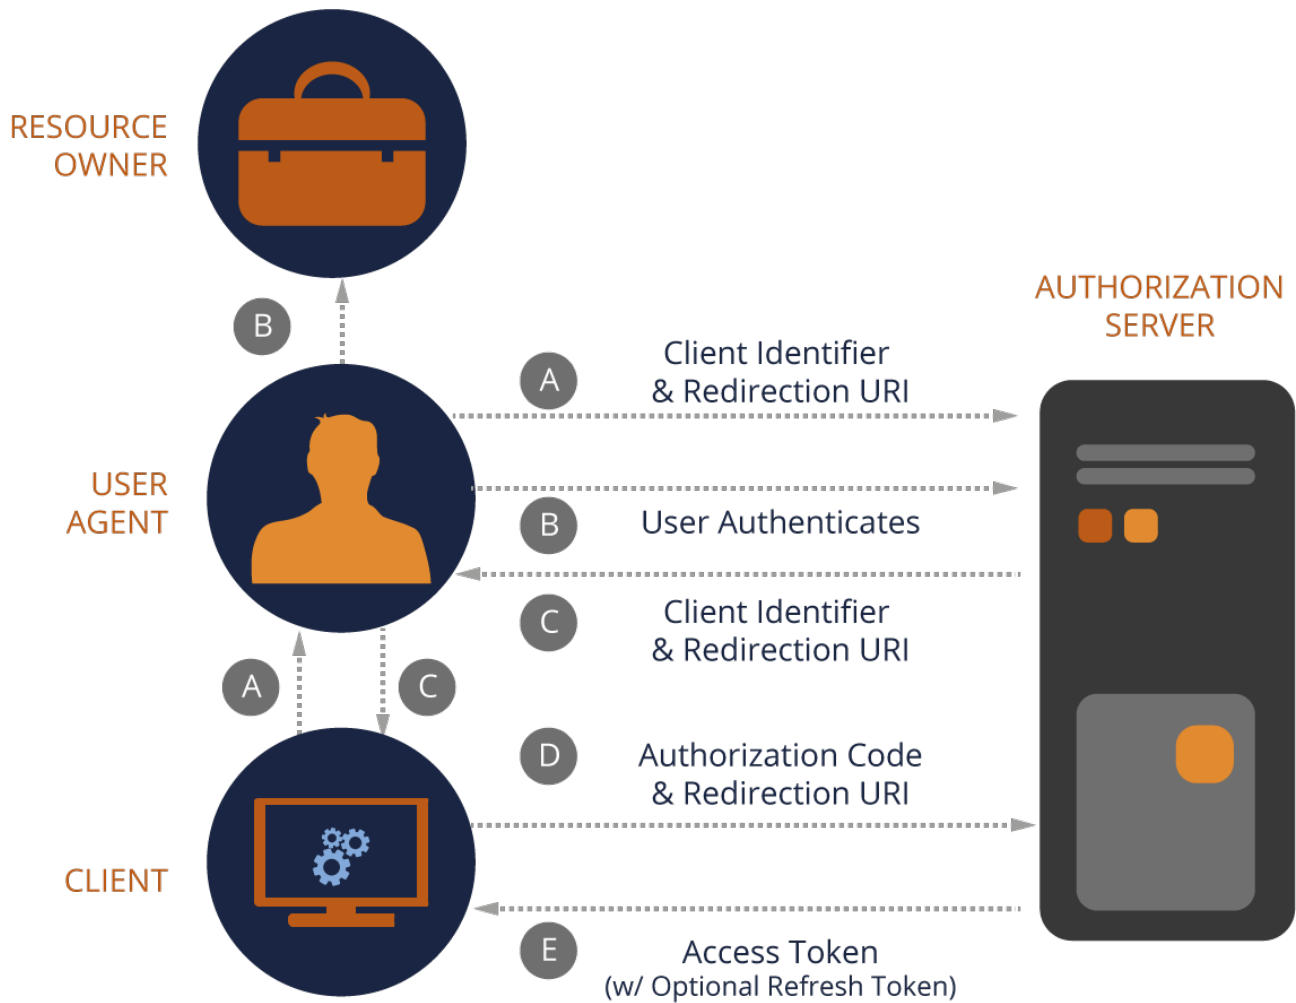 RESOURCE
OWNER
B
AUTHORIZATION
SERVER
A
Client Identifier
& Redirection URI
USER
AGENT
B
User Authenticates
C
Client Identifier
& Redirection URI
A
C
D
Authorization Code
& Redirection URI
CLIENT
E
Access Token
(w/ Optional Refresh Token)